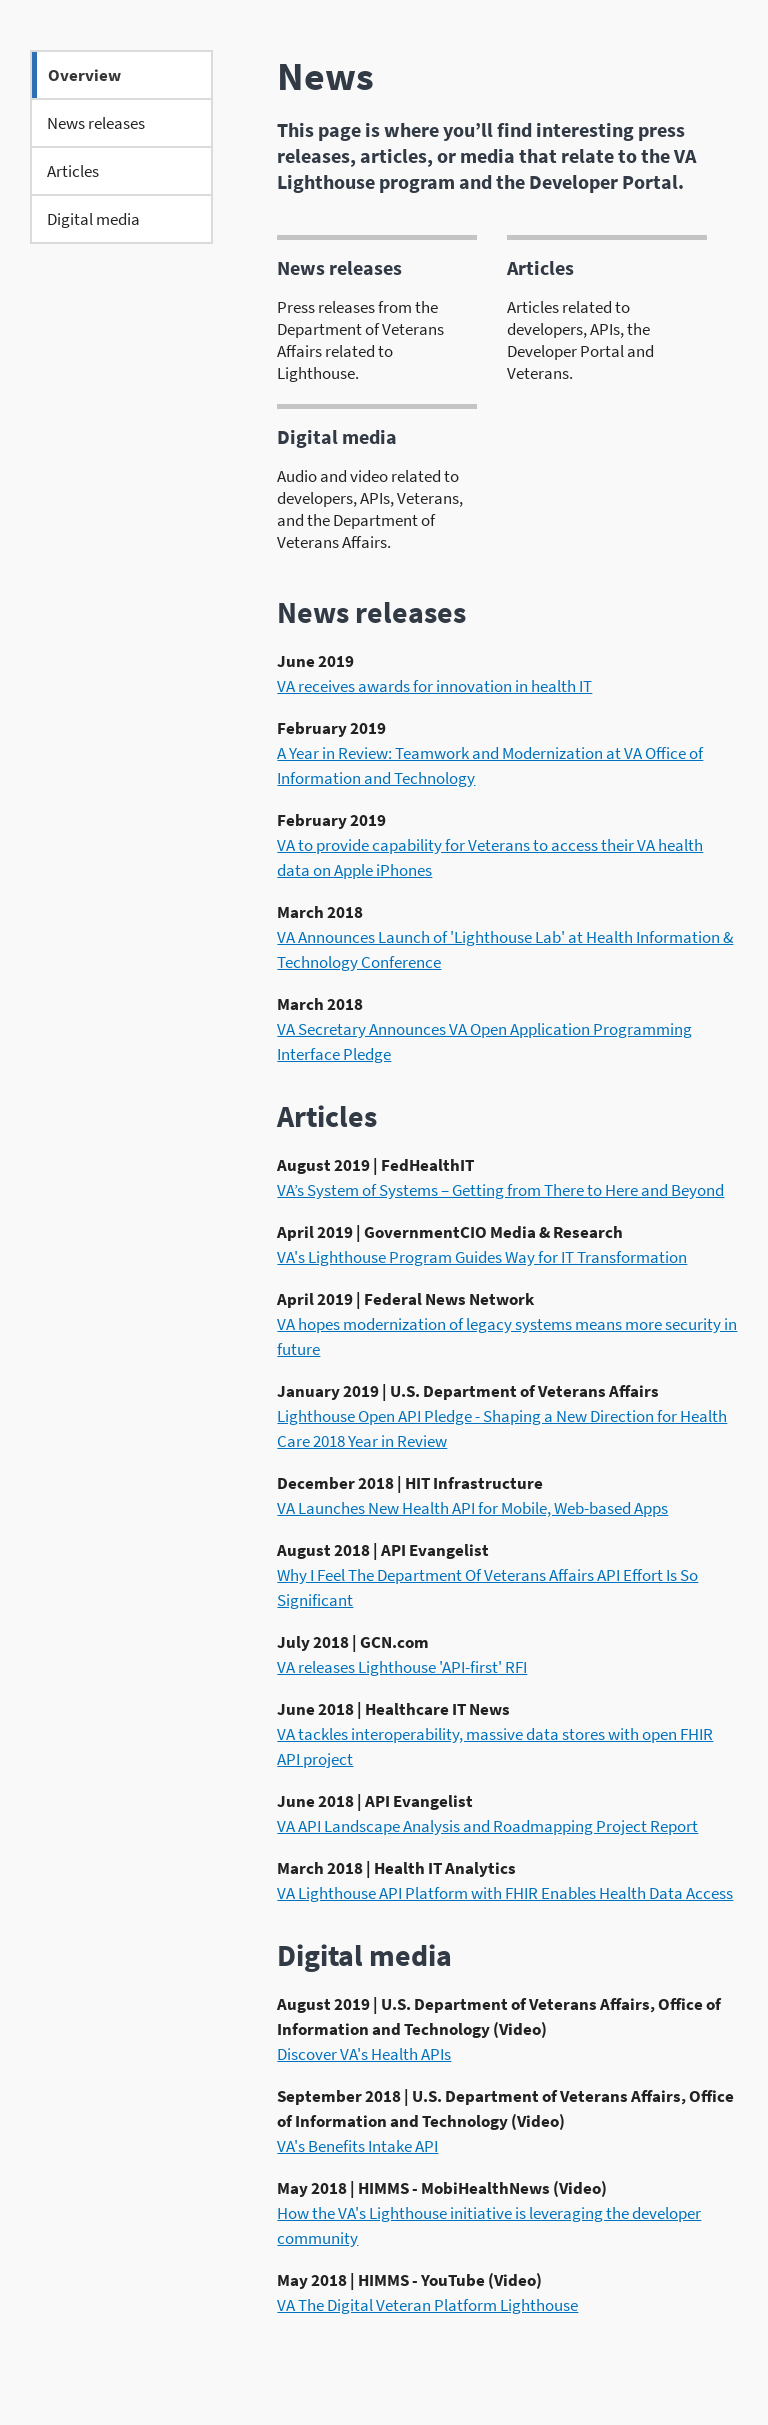 Overview
News releases
Articles
Digital media
News
This page is where you’ll find interesting press
releases, articles, or media that relate to the VA
Lighthouse program and the Developer Portal.
News releases
Press releases from the
Department of Veterans
Affairs related to
Lighthouse.
Articles
Articles related to
developers, APIs, the
Developer Portal and
Veterans.
Digital media
Audio and video related to
developers, APIs, Veterans,
and the Department of
Veterans Affairs.
News releases
June 2019
VA receives awards for innovation in health IT
February 2019
A Year in Review: Teamwork and Modernization at VA Office of
Information and Technology
February 2019
VA to provide capability for Veterans to access their VA health
data on Apple iPhones
March 2018
VA Announces Launch of 'Lighthouse Lab' at Health Information &
Technology Conference
March 2018
VA Secretary Announces VA Open Application Programming
Interface Pledge
Articles
August 2019 | FedHealthIT
VA’s System of Systems – Getting from There to Here and Beyond
April 2019 | GovernmentCIO Media & Research
VA's Lighthouse Program Guides Way for IT Transformation
April 2019 | Federal News Network
VA hopes modernization of legacy systems means more security in
future
January 2019 | U.S. Department of Veterans Affairs
Lighthouse Open API Pledge - Shaping a New Direction for Health
Care 2018 Year in Review
December 2018 | HIT Infrastructure
VA Launches New Health API for Mobile, Web-based Apps
August 2018 | API Evangelist
Why I Feel The Department Of Veterans Affairs API Effort Is So
Significant
July 2018 | GCN.com
VA releases Lighthouse 'API-first' RFI
June 2018 | Healthcare IT News
VA tackles interoperability, massive data stores with open FHIR
API project
June 2018 | API Evangelist
VA API Landscape Analysis and Roadmapping Project Report
March 2018 | Health IT Analytics
VA Lighthouse API Platform with FHIR Enables Health Data Access
Digital media
August 2019 | U.S. Department of Veterans Affairs, Office of
Information and Technology (Video)
Discover VA's Health APIs
September 2018 | U.S. Department of Veterans Affairs, Office
of Information and Technology (Video)
VA's Benefits Intake API
May 2018 | HIMMS - MobiHealthNews (Video)
How the VA's Lighthouse initiative is leveraging the developer
community
May 2018 | HIMMS - YouTube (Video)
VA The Digital Veteran Platform Lighthouse